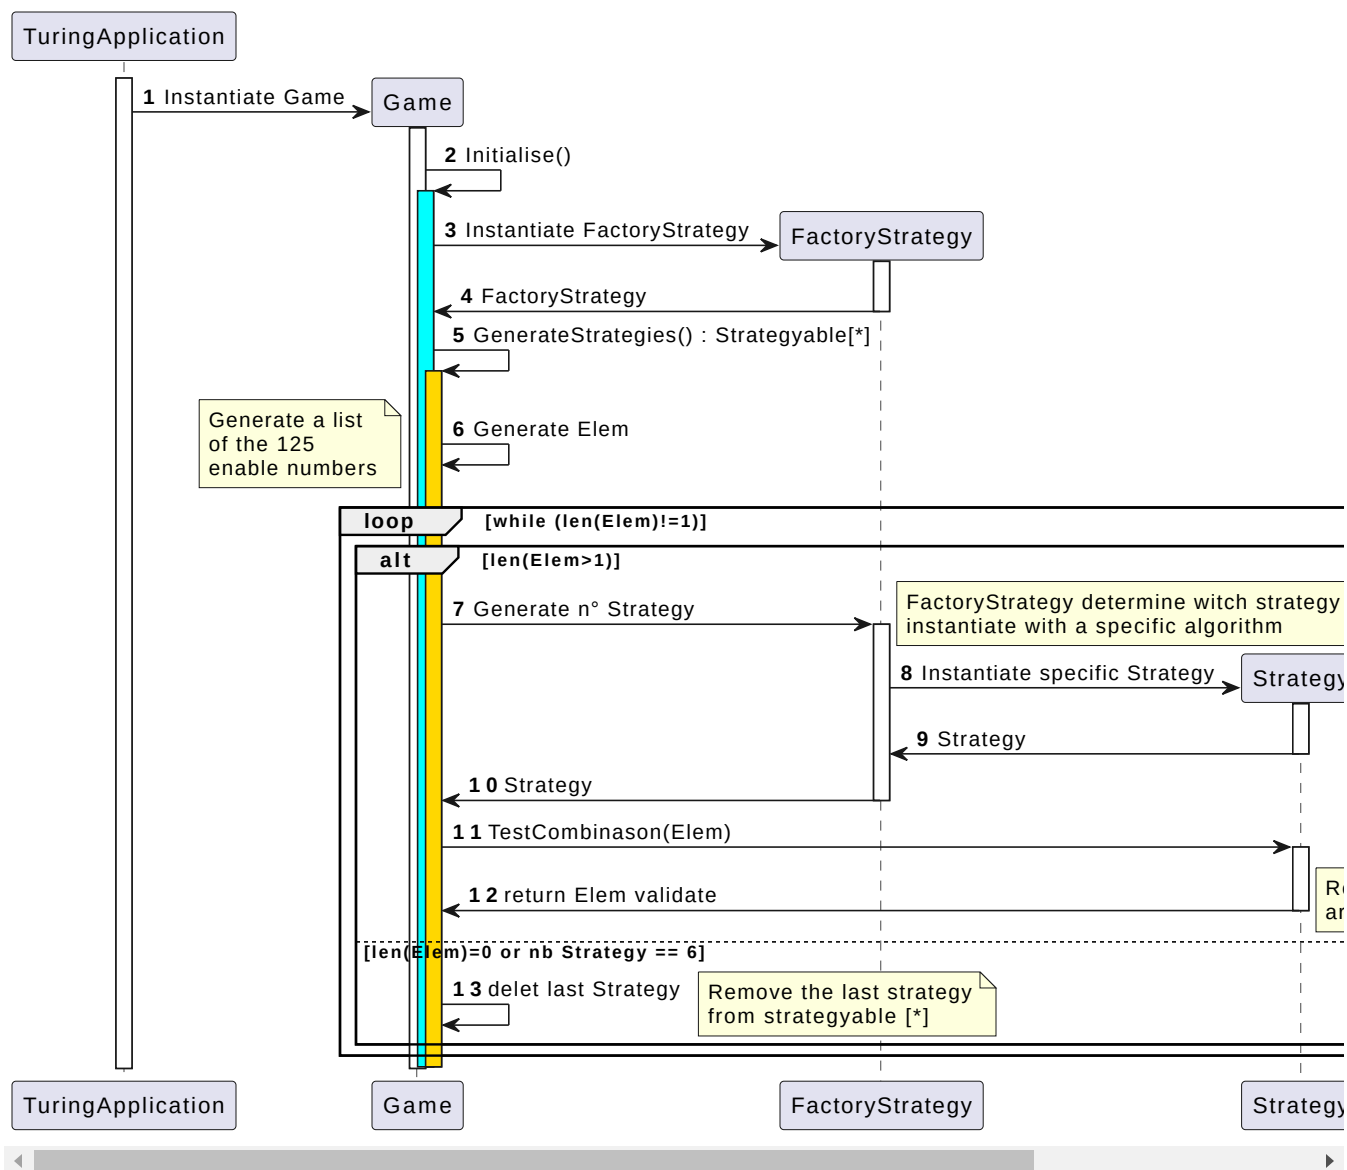 TuringApplication
1 Instantiate Game
Game
2 Initialise()
3 Instantiate FactoryStrategy
FactoryStrategy
4 FactoryStrategy
5 GenerateStrategies() : Strategyable[*]
Generate a list
of the 125
enable numbers
6 Generate Elem
loop [while (len(Elem)!=1)]
alt [len(Elem>1)]
7 Generate n° Strategy
FactoryStrategy determine witch strategy
instantiate with a specific algorithm
8 Instantiate specific Strategy
Strategy
9 Strategy
10 Strategy
11 TestCombinason(Elem)
12 return Elem validate
[len(Elem)=0 or nb Strategy == 6]
13 delet last Strategy
Remove the last strategy
from strategyable [*]
TuringApplication
Game
FactoryStrategy
Strategy